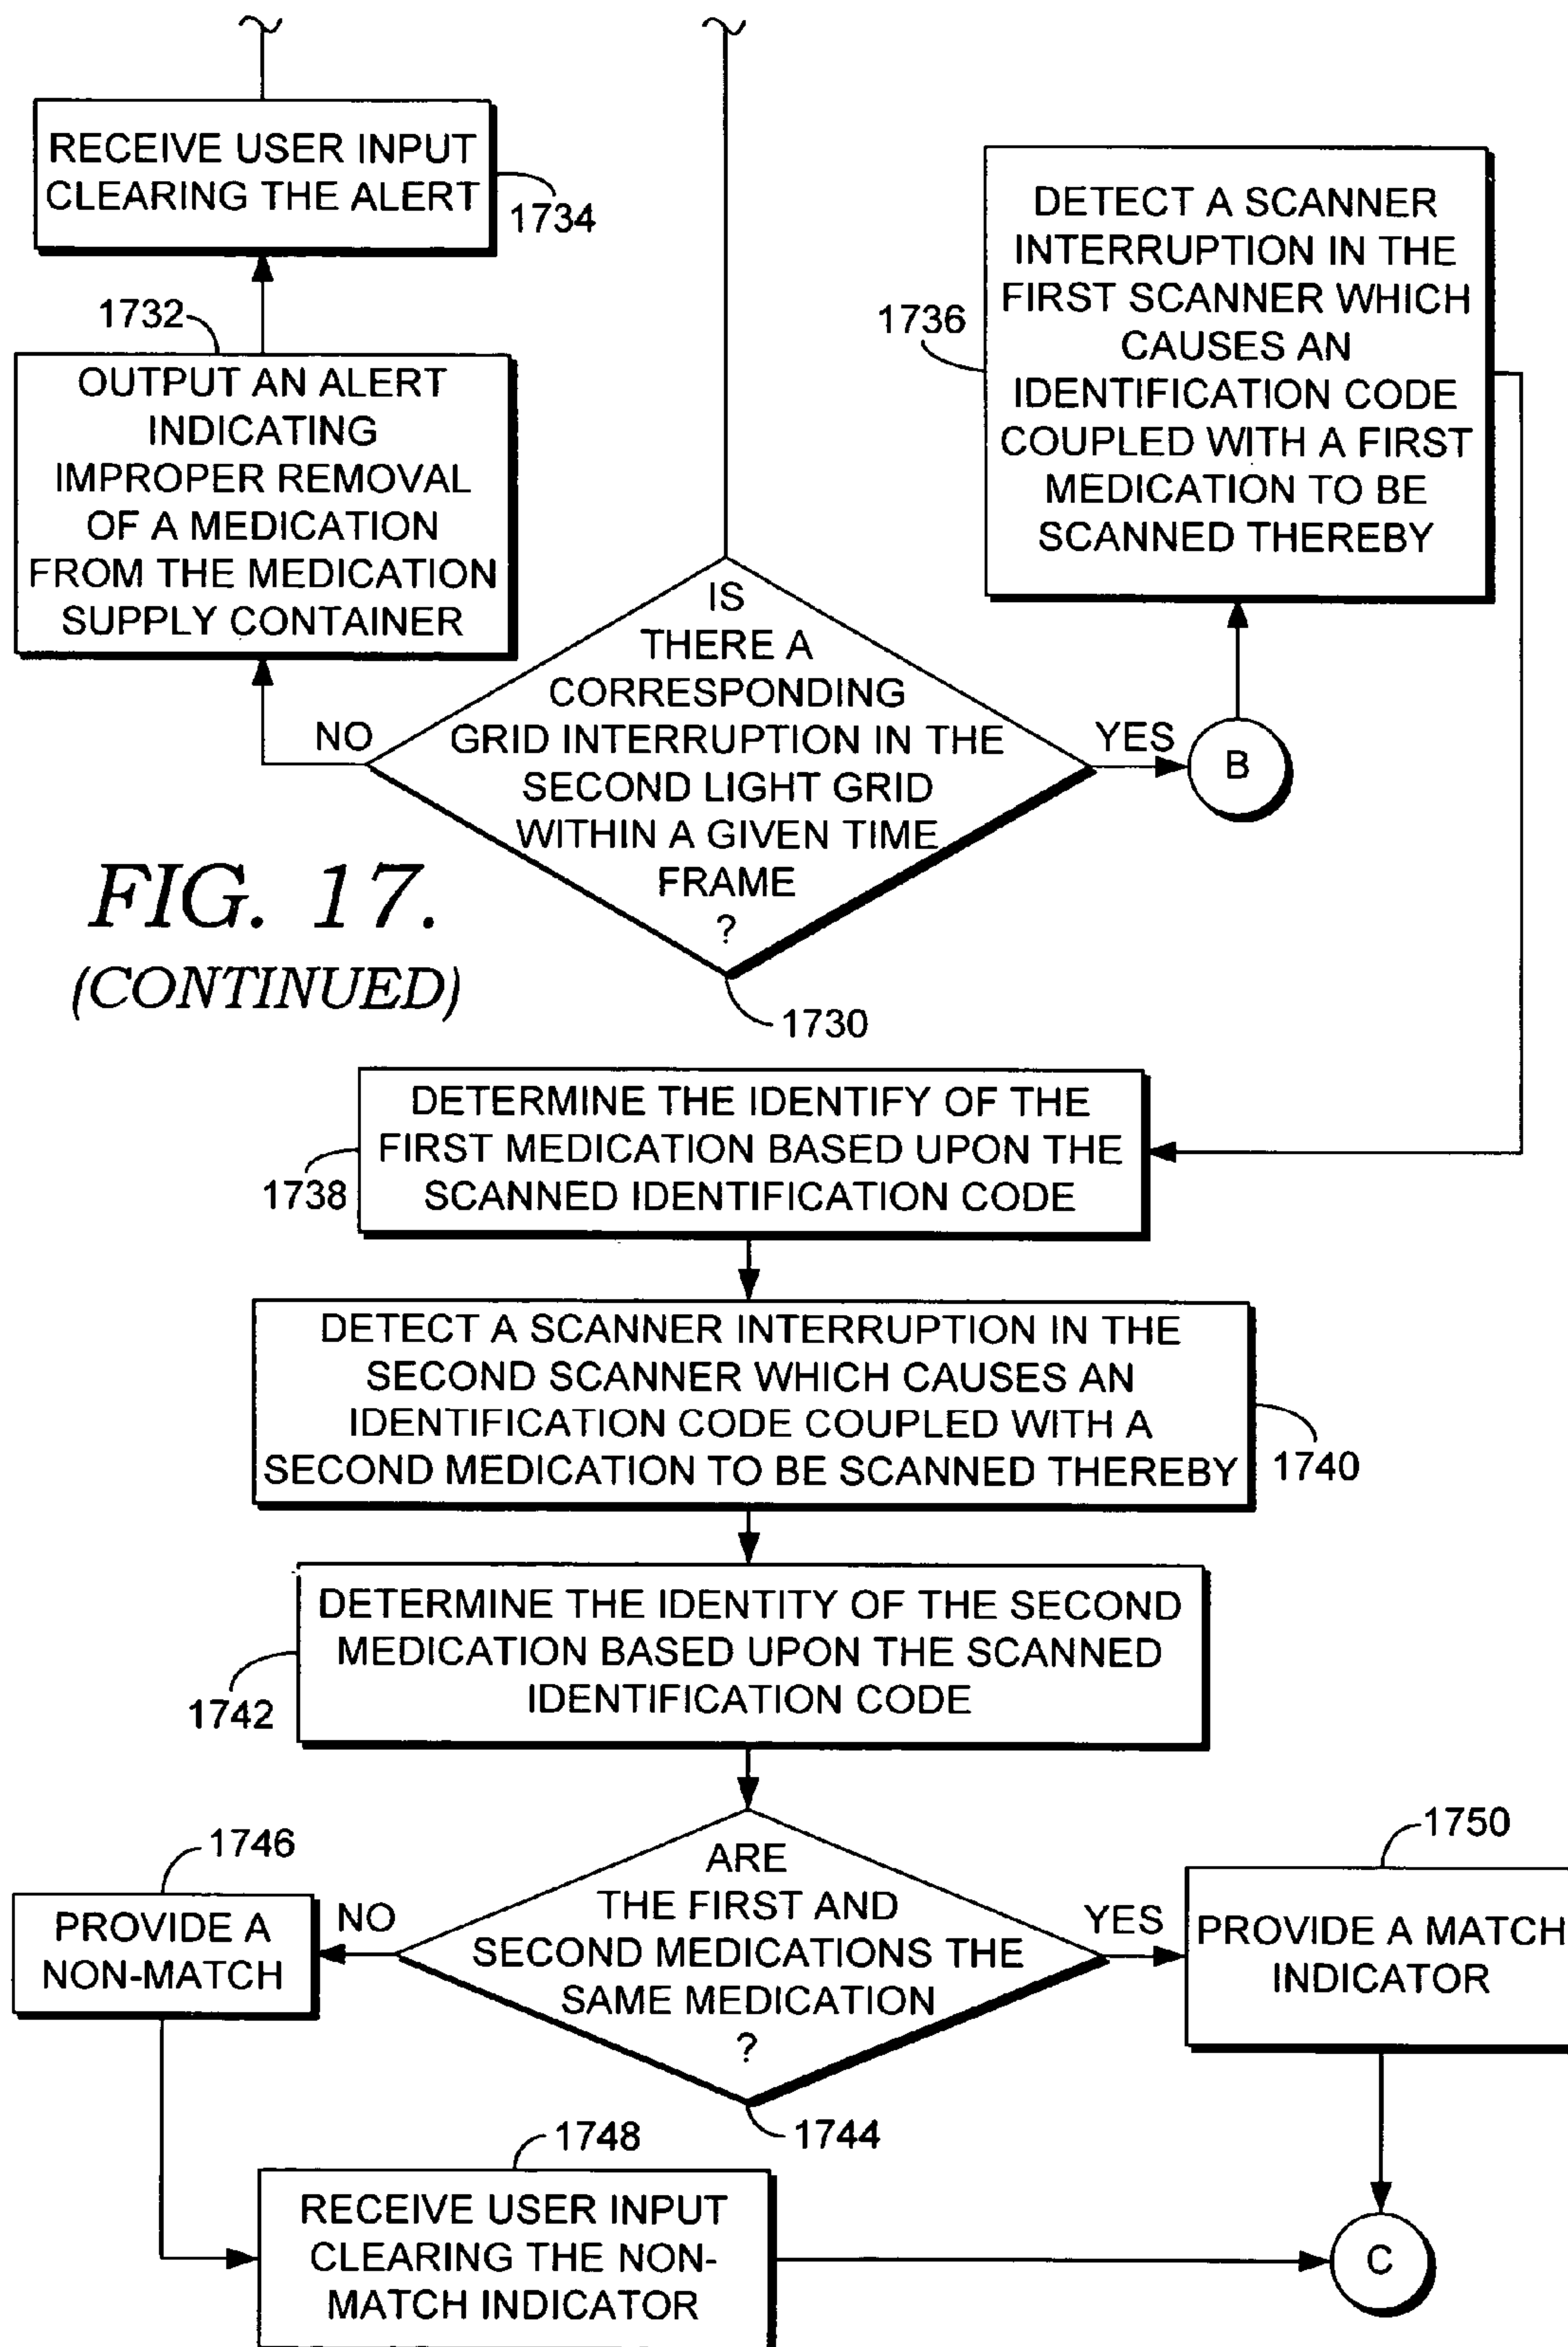 RECEIVE USER INPUT
CLEARING THE ALERT
1734
1732
OUTPUT AN ALERT
INDICATING
IMPROPER REMOVAL
OF A MEDICATION
FROM THE MEDICATION
SUPPLY CONTAINER
DETECT A SCANNER
INTERRUPTION IN THE
FIRST SCANNER WHICH
CAUSES AN
IDENTIFICATION CODE
COUPLED WITH A FIRST
MEDICATION TO BE
SCANNED THEREBY
1736
IS
THERE A
CORRESPONDING
GRID INTERRUPTION IN THE
SECOND LIGHT GRID
WITHIN A GIVEN TIME
FRAME
?
NO
YES
B
1730
FIG. 17.
(CONTINUED)
DETERMINE THE IDENTIFY OF THE
FIRST MEDICATION BASED UPON THE
SCANNED IDENTIFICATION CODE
1738
DETECT A SCANNER INTERRUPTION IN THE
SECOND SCANNER WHICH CAUSES AN
IDENTIFICATION CODE COUPLED WITH A
SECOND MEDICATION TO BE SCANNED THEREBY
1740
DETERMINE THE IDENTITY OF THE SECOND
MEDICATION BASED UPON THE SCANNED
IDENTIFICATION CODE
1742
1746
PROVIDE A
NON-MATCH
NO
ARE
THE FIRST AND
SECOND MEDICATIONS THE
SAME MEDICATION
?
1744
YES
1750
PROVIDE A MATCH
INDICATOR
1748
RECEIVE USER INPUT
CLEARING THE NON-
MATCH INDICATOR
C